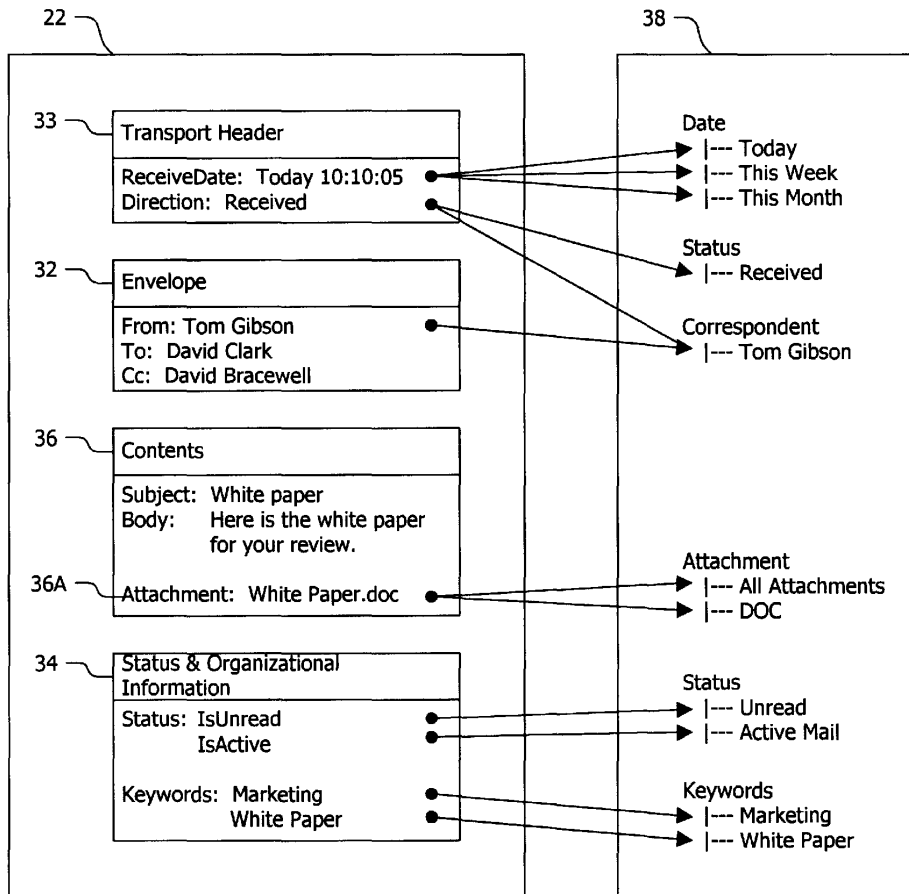 22
38
33
Transport Header
ReceiveDate: Today 10:10:05
Direction: Received
32
Envelope
From: Tom Gibson
To: David Clark
Cc: David Bracewell
36
Contents
Subject: White paper
Body: Here is the white paper
for your review.
36A
Attachment: White Paper.doc
34
Status & Organizational
Information
Status: IsUnread
IsActive
Keywords: Marketing
White Paper
Date
|--- Today
|--- This Week
|--- This Month
Status
|--- Received
Correspondent
|--- Tom Gibson
Attachment
|--- All Attachments
|--- DOC
Status
|--- Unread
|--- Active Mail
Keywords
|--- Marketing
|--- White Paper